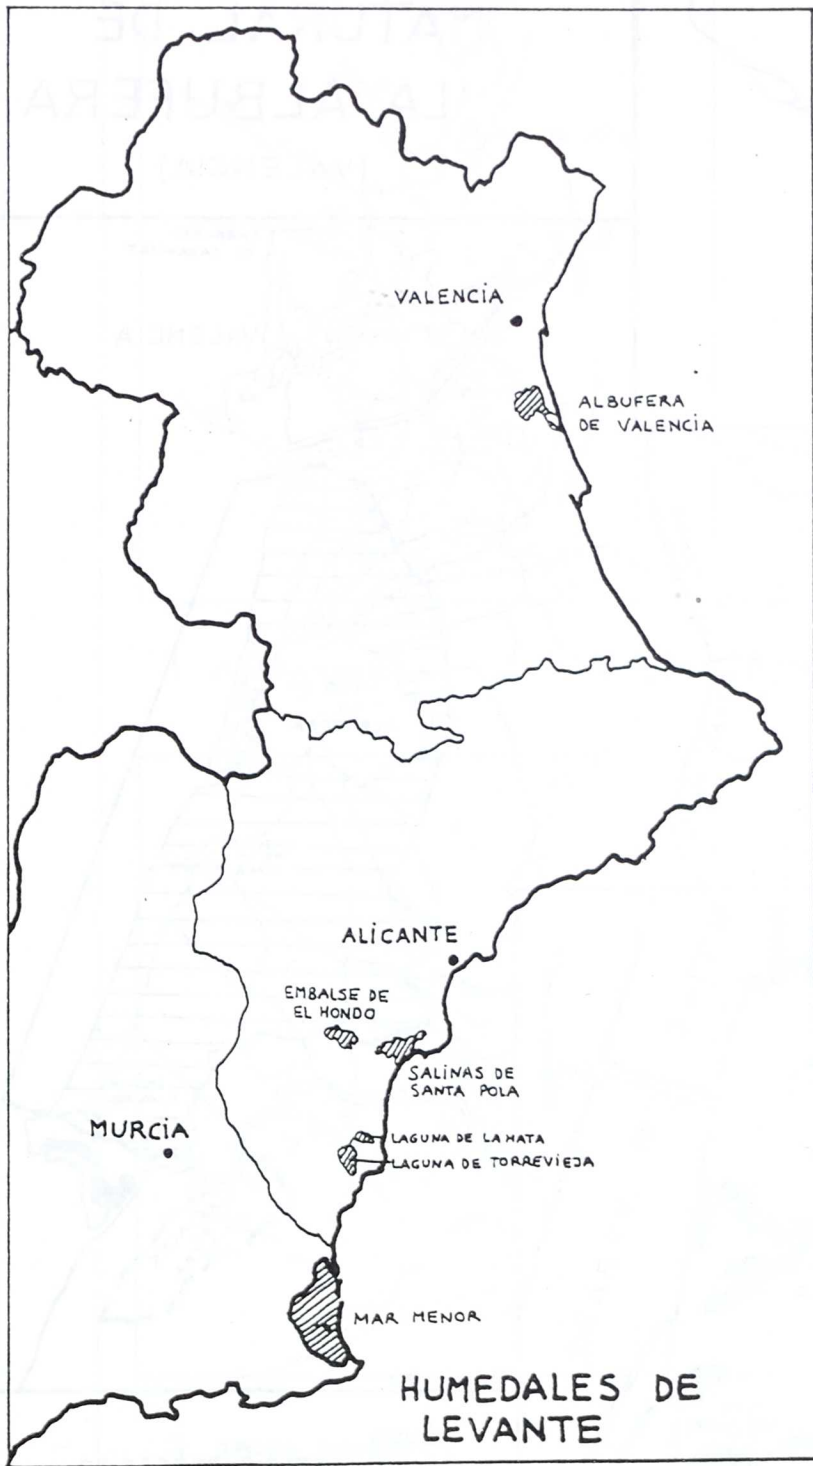 VALENCIA
ALBUFERA
DE VALENCIA
ALICANTE
EMBALSE DE
EL HONDO
SALINAS DE
SANTA POLA
MURCIA
LAGUNA DE LA MATA
LAGUNA DE TORREVIEJA
MAR MENOR
HUMEDALES DE
LEVANTE